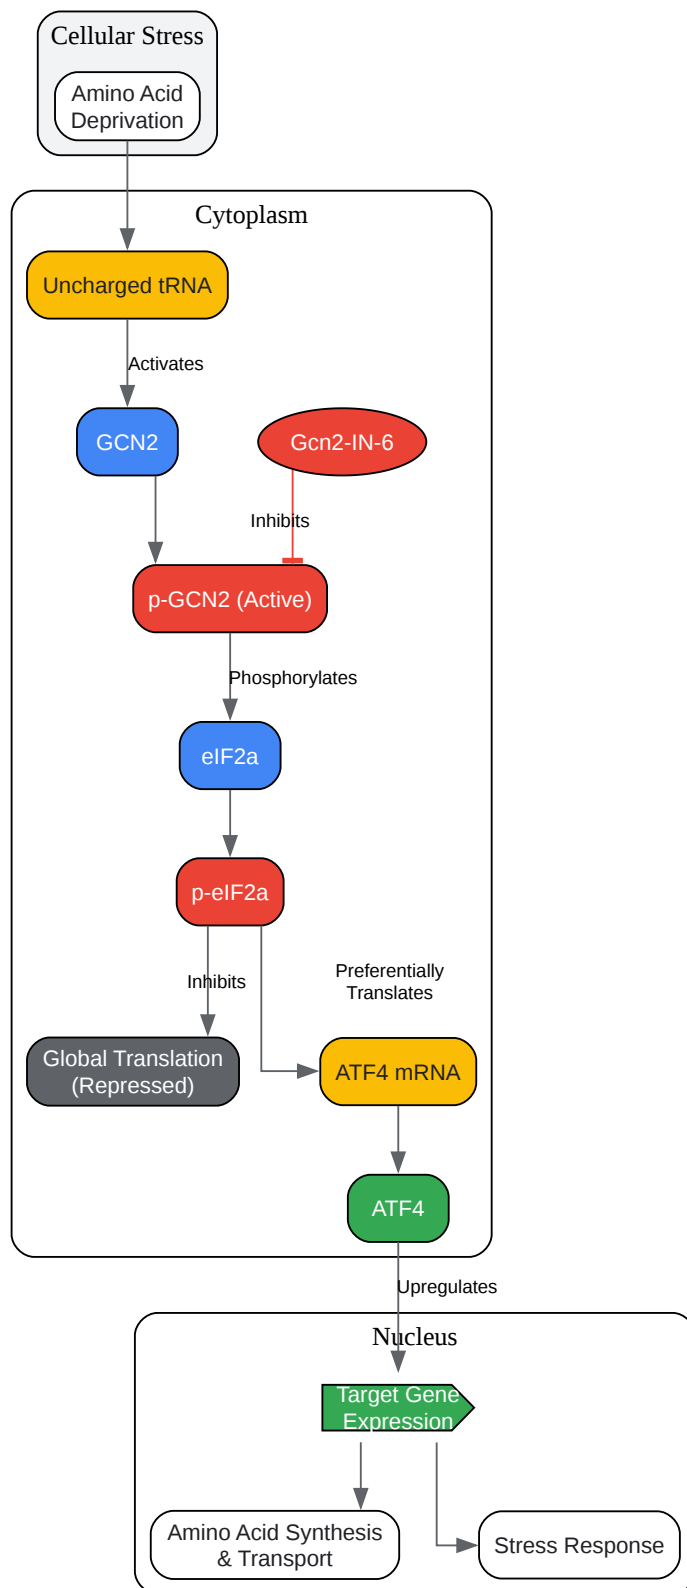 Cellular Stress
Amino Acid
Deprivation
Cytoplasm
Uncharged tRNA
Activates
GCN2
Gcn2-IN-6
Inhibits
p-GCN2 (Active)
Phosphorylates
eIF2a
p-eIF2a
Inhibits
Preferentially
Translates
Global Translation
(Repressed)
ATF4 mRNA
ATF4
Upregulates
Nucleus
Target Gene
Expression
Amino Acid Synthesis
& Transport
Stress Response